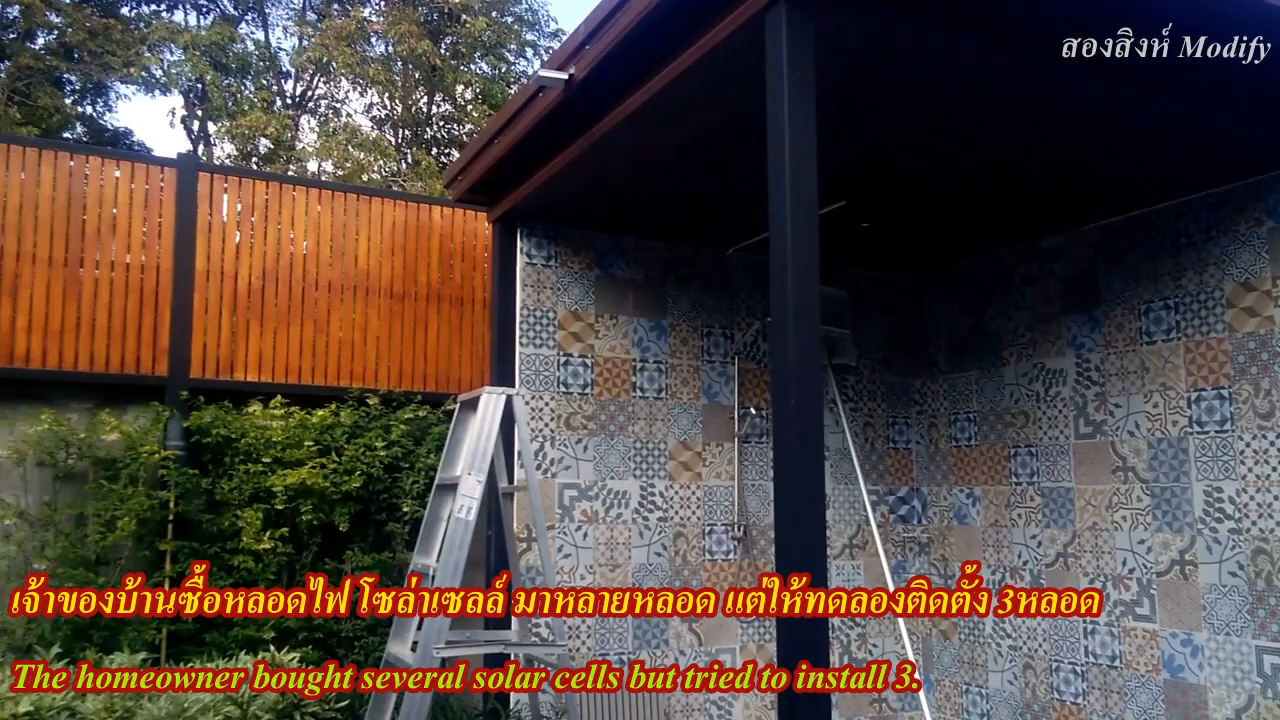 สองสิงห์ Modify
เจ้าของบ้านซื้อหลอดไฟ โซล่าเซลล์ มาหลายหลอด แต่ให้ทดลองติดตั้ง 3หลอด
The homeowner bought several solar cells but tried to install 3.